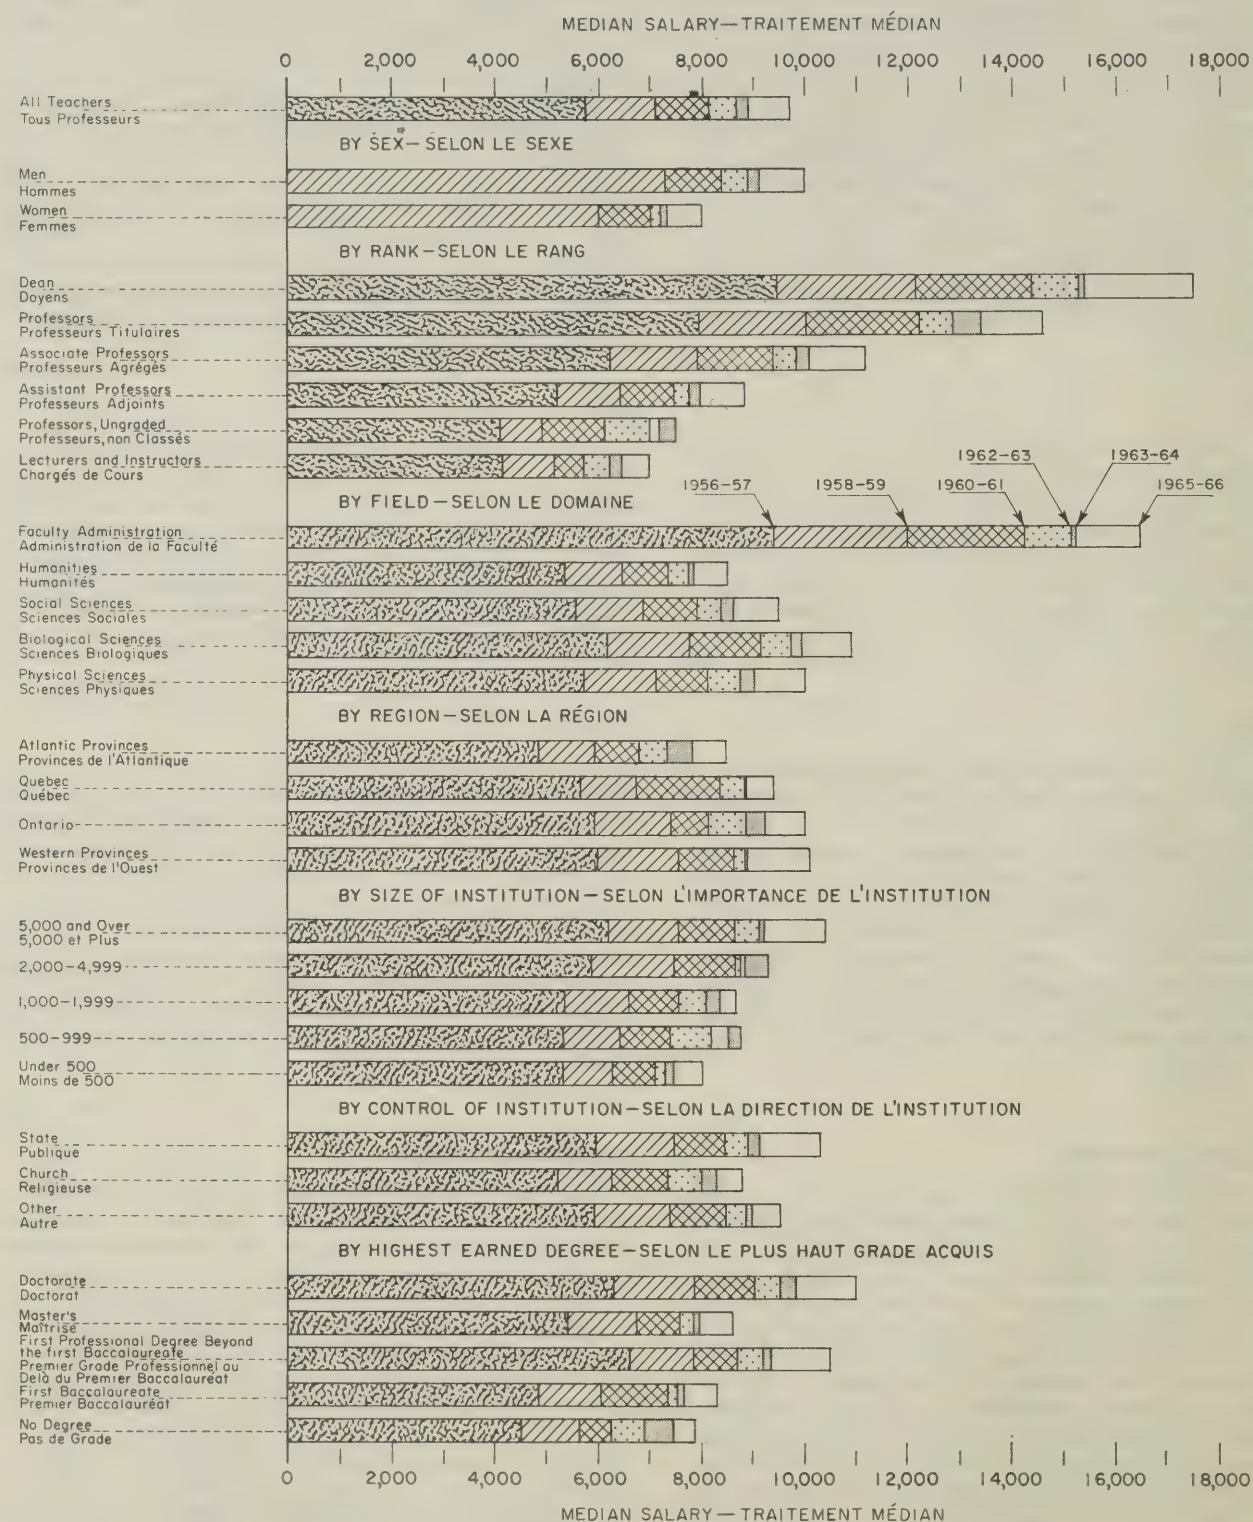 MEDIAN SALARY—TRAITEMENT MÉDIAN
0 2,000 4,000 6,000 8,000 10,000 12,000 14,000 16,000 18,000
All Teachers
Tous Professeurs
BY SEX—SELON LE SEXE
Men
Hommes
Women
Femmes
BY RANK—SELON LE RANG
Dean
Doyens
Professors
Professeurs Titulaires
Associate Professors
Professeurs Agrégés
Assistant Professors
Professeurs Adjoints
Professors, Ungraded
Professeurs, non Classés
Lecturers and Instructors
Chargés de Cours
1962-63 1963-64
1956-57 1958-59 1960-61 1965-66
BY FIELD—SELON LE DOMAINE
Faculty Administration
Administration de la Faculté
Humanities
Humanités
Social Sciences
Sciences Sociales
Biological Sciences
Sciences Biologiques
Physical Sciences
Sciences Physiques
BY REGION—SELON LA RÉGION
Atlantic Provinces
Provinces de l'Atlantique
Quebec
Québec
Ontario
Western Provinces
Provinces de l'Ouest
BY SIZE OF INSTITUTION—SELON L'IMPORTANCE DE L'INSTITUTION
5,000 and Over
5,000 et Plus
2,000-4,999
1,000-1,999
500-999
Under 500
Moins de 500
BY CONTROL OF INSTITUTION—SELON LA DIRECTION DE L'INSTITUTION
State
Publique
Church
Religieuse
Other
Autre
BY HIGHEST EARNED DEGREE—SELON LE PLUS HAUT GRADE ACQUIS
Doctorate
Doctorat
Master's
Maîtrise
First Professional Degree Beyond
the first Baccalaureate
Premier Grade Professionnel au
Delà du Premier Baccalauréat
First Baccalaureate
Premier Baccalauréat
No Degree
Pas de Grade
0 2,000 4,000 6,000 8,000 10,000 12,000 14,000 16,000 18,000
MEDIAN SALARY—TRAITEMENT MÉDIAN